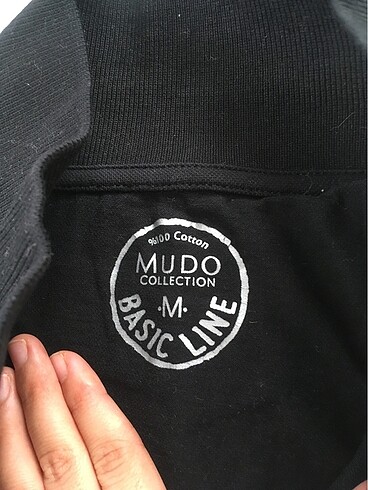 %100 Cotton
MUDO
COLLECTION
·M·
BASIC LINE